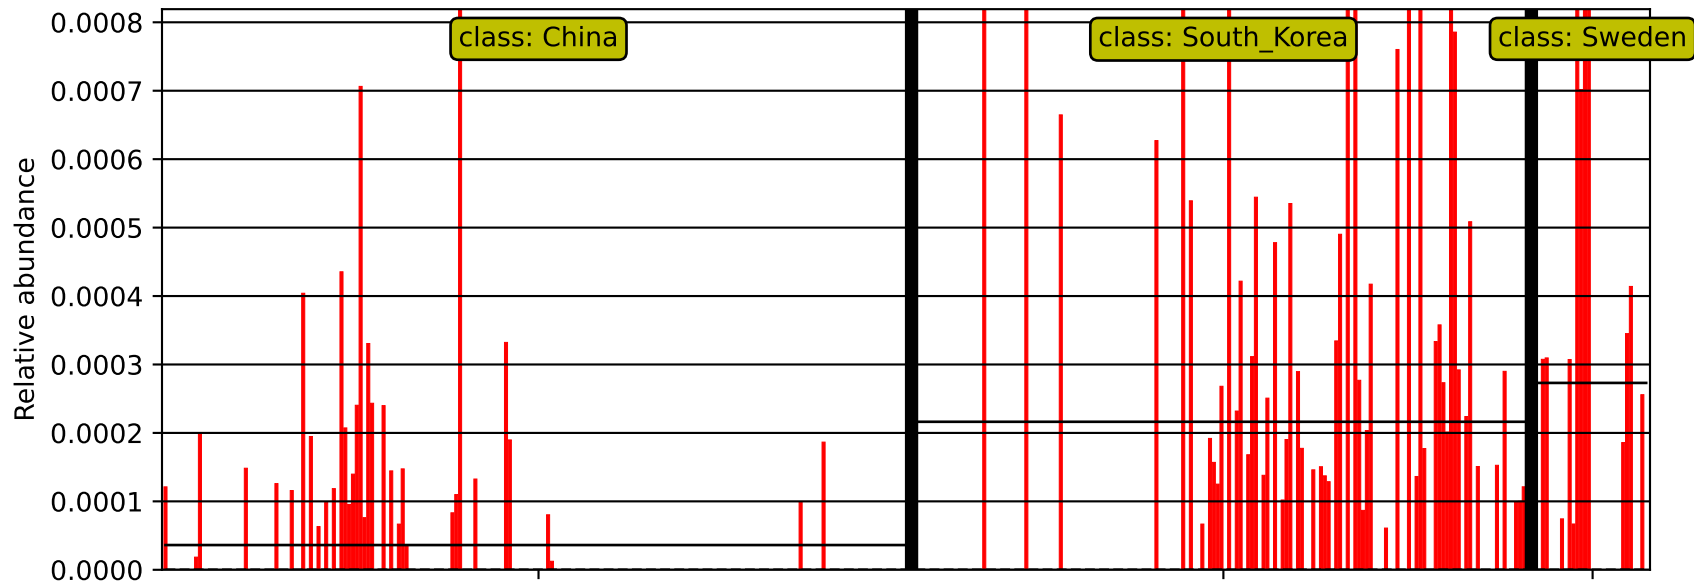 0.0008
class: China
class: South_Korea
class: Sweden
0.0007
0.0006
0.0005
0.0004
0.0003
0.0002
0.0001
0.0000
Relative abundance